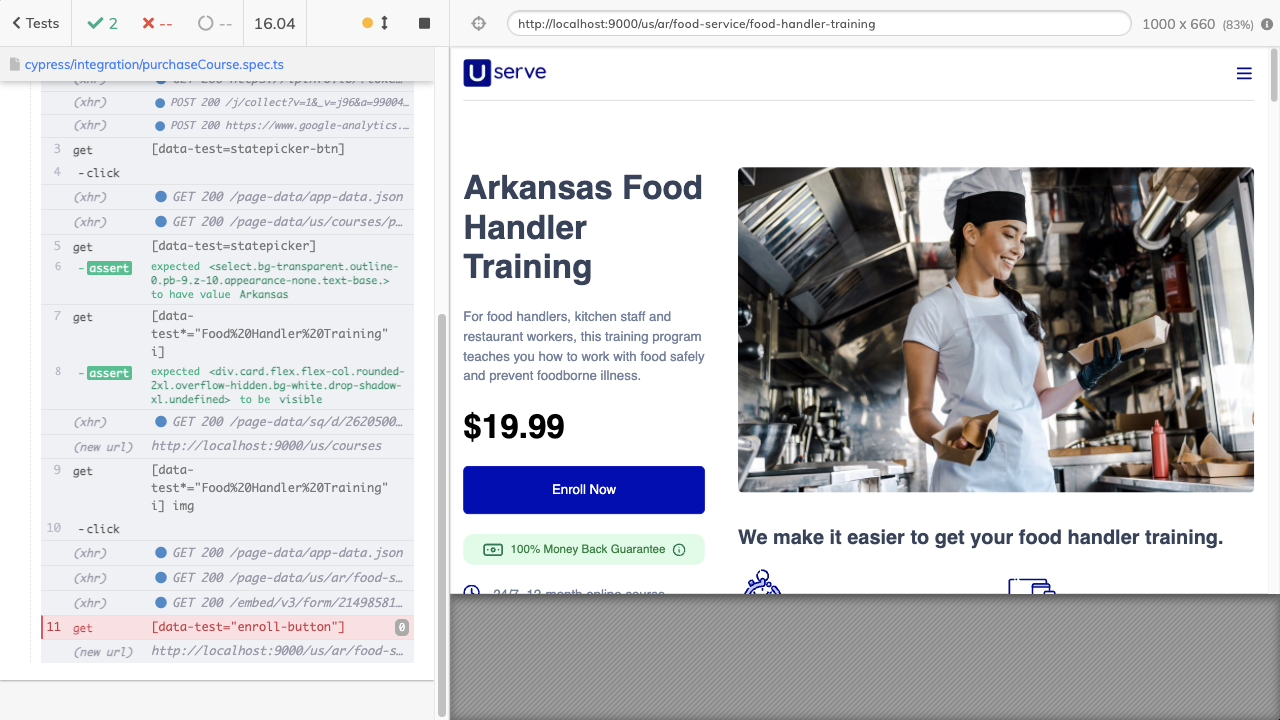 Tests
2
--
--
16.04
http://localhost:9000/us/ar/food-service/food-handler-training
1000 x 660 (83%)
cypress/integration/purchaseCourse.spec.ts
(xhr)
(xhr) POST 200 /j/collect?v=1&_v=j96&a=99004…
(xhr) POST 200 https://www.google-analytics.…
3 get [data-test=statepicker-btn]
4 -click
(xhr) GET 200 /page-data/app-data.json
(xhr) GET 200 /page-data/us/courses/p…
5 get [data-test=statepicker]
6 -assert expected <select.bg-transparent.outline-
0.pb-9.z-10.appearance-none.text-base.>
to have value Arkansas
7 get [data-
test*="Food%20Handler%20Training"
i]
8 -assert expected <div.card.flex.flex-col.rounded-
2xl.overflow-hidden.bg-white.drop-shadow-
xl.undefined> to be visible
(xhr) GET 200 /page-data/sq/d/2620500…
(new url) http://localhost:9000/us/courses
9 get [data-
test*="Food%20Handler%20Training"
i] img
10 -click
(xhr) GET 200 /page-data/app-data.json
(xhr) GET 200 /page-data/us/ar/food-s…
(xhr) GET 200 /embed/v3/form/21498581…
11 get [data-test="enroll-button"] 0
(new url) http://localhost:9000/us/ar/food-s…
U serve
Arkansas Food
Handler
Training
For food handlers, kitchen staff and
restaurant workers, this training program
teaches you how to work with food safely
and prevent foodborne illness.
$19.99
Enroll Now
100% Money Back Guarantee
24/7, 12-month online course
We make it easier to get your food handler training.